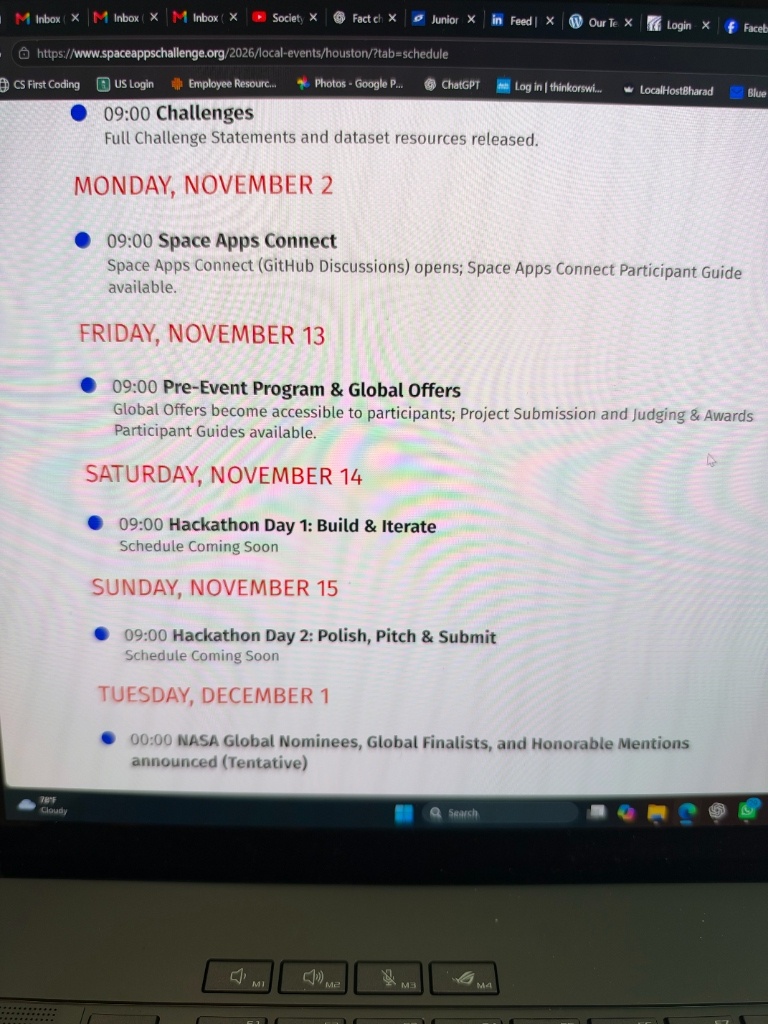 Inbox (
Inbox (
Inbox (
Society
Fact ch
Junior
Feed |
Our Te
Login
Faceb
https://www.spaceappschallenge.org/2026/local-events/houston/?tab=schedule
CS First Coding
US Login
Employee Resourc...
Photos - Google P...
ChatGPT
Log in | thinkorswi...
LocalHostBharad
Blue
09:00 Challenges
Full Challenge Statements and dataset resources released.
MONDAY, NOVEMBER 2
09:00 Space Apps Connect
Space Apps Connect (GitHub Discussions) opens; Space Apps Connect Participant Guide
available.
FRIDAY, NOVEMBER 13
09:00 Pre-Event Program & Global Offers
Global Offers become accessible to participants; Project Submission and Judging & Awards
Participant Guides available.
SATURDAY, NOVEMBER 14
09:00 Hackathon Day 1: Build & Iterate
Schedule Coming Soon
SUNDAY, NOVEMBER 15
09:00 Hackathon Day 2: Polish, Pitch & Submit
Schedule Coming Soon
TUESDAY, DECEMBER 1
00:00 NASA Global Nominees, Global Finalists, and Honorable Mentions
announced (Tentative)
78°F
Cloudy
Search
M1
M2
M3
M4